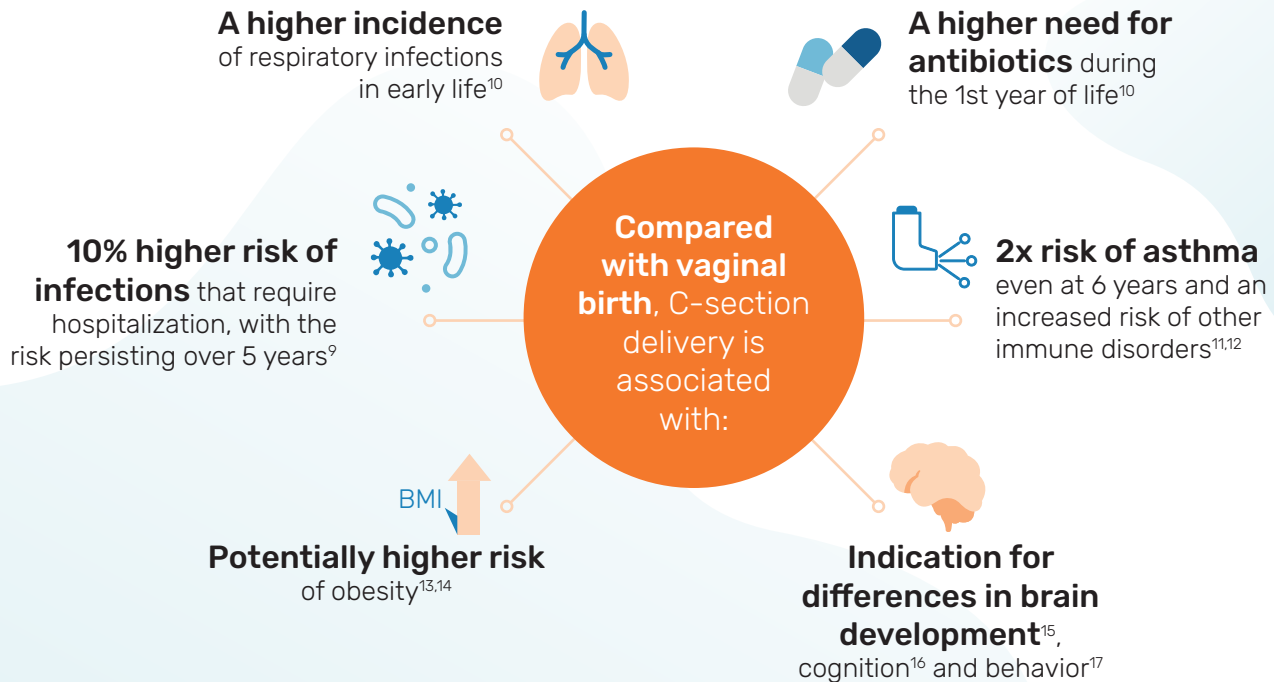 A higher incidence
of respiratory infections
in early life10
A higher need for
antibiotics during
the 1st year of life10
10% higher risk of
infections that require
hospitalization, with the
risk persisting over 5 years9
Compared
with vaginal
birth, C-section
delivery is
associated
with:
2x risk of asthma
even at 6 years and an
increased risk of other
immune disorders11,12
BMI
Potentially higher risk
of obesity13,14
Indication for
differences in brain
development15,
cognition16 and behavior17